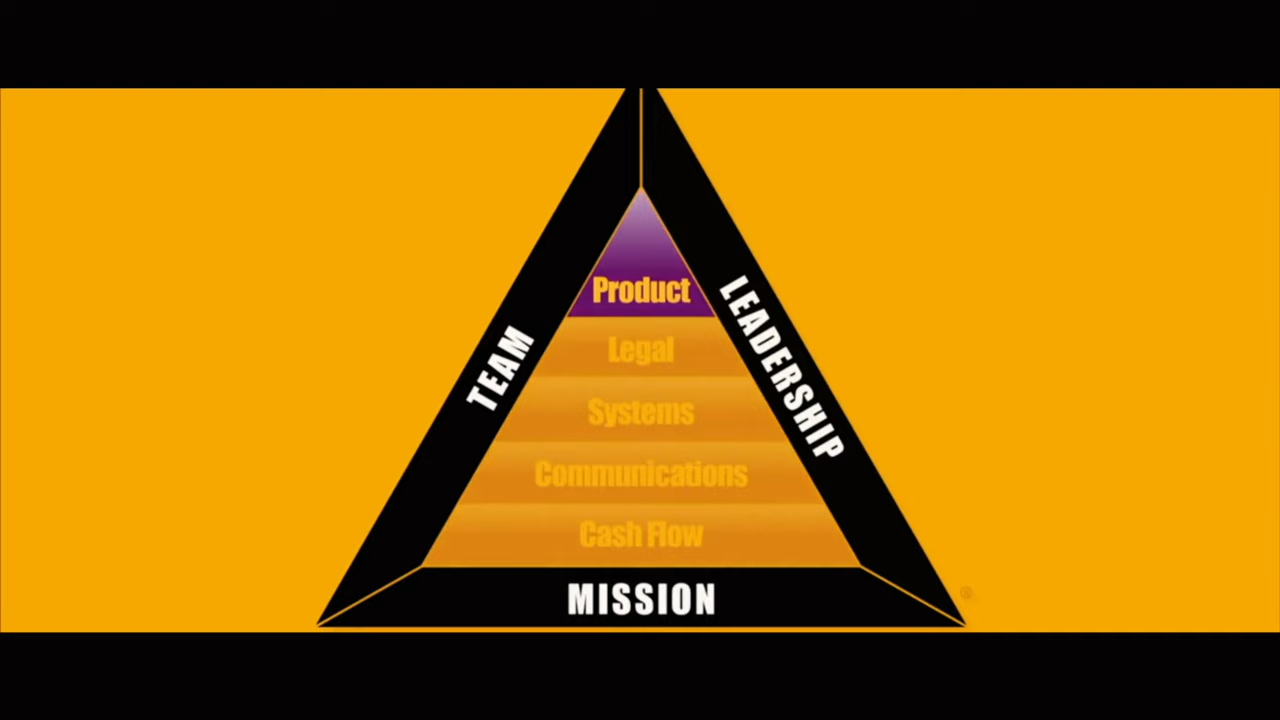 Product
LEADERSHIP
TEAM
Legal
Systems
Communications
Cash Flow
MISSION
®